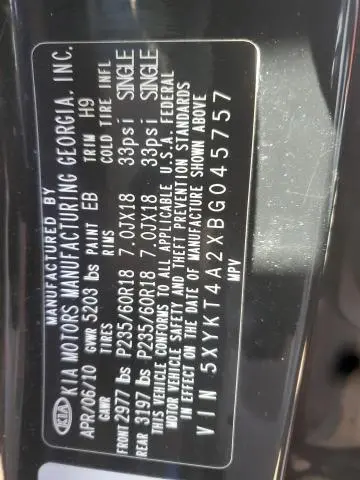 MANUFACTURED BY
KIA KIA MOTORS MANUFACTURING GEORGIA, INC.
APR/06/10 GVWR 5203 lbs PAINT EB TRIM H9
GAWR TIRES RIMS COLD TIRE INFL
FRONT 2977 lbs P235/60R18 7.0JX18 33psi SINGLE
REAR 3197 lbs P235/60R18 7.0JX18 33psi SINGLE
THIS VEHICLE CONFORMS TO ALL APPLICABLE U.S.A. FEDERAL
MOTOR VEHICLE SAFETY AND THEFT PREVENTION STANDARDS
IN EFFECT ON THE DATE OF MANUFACTURE SHOWN ABOVE
VIN 5XYKT4A2XBG045757
MPV